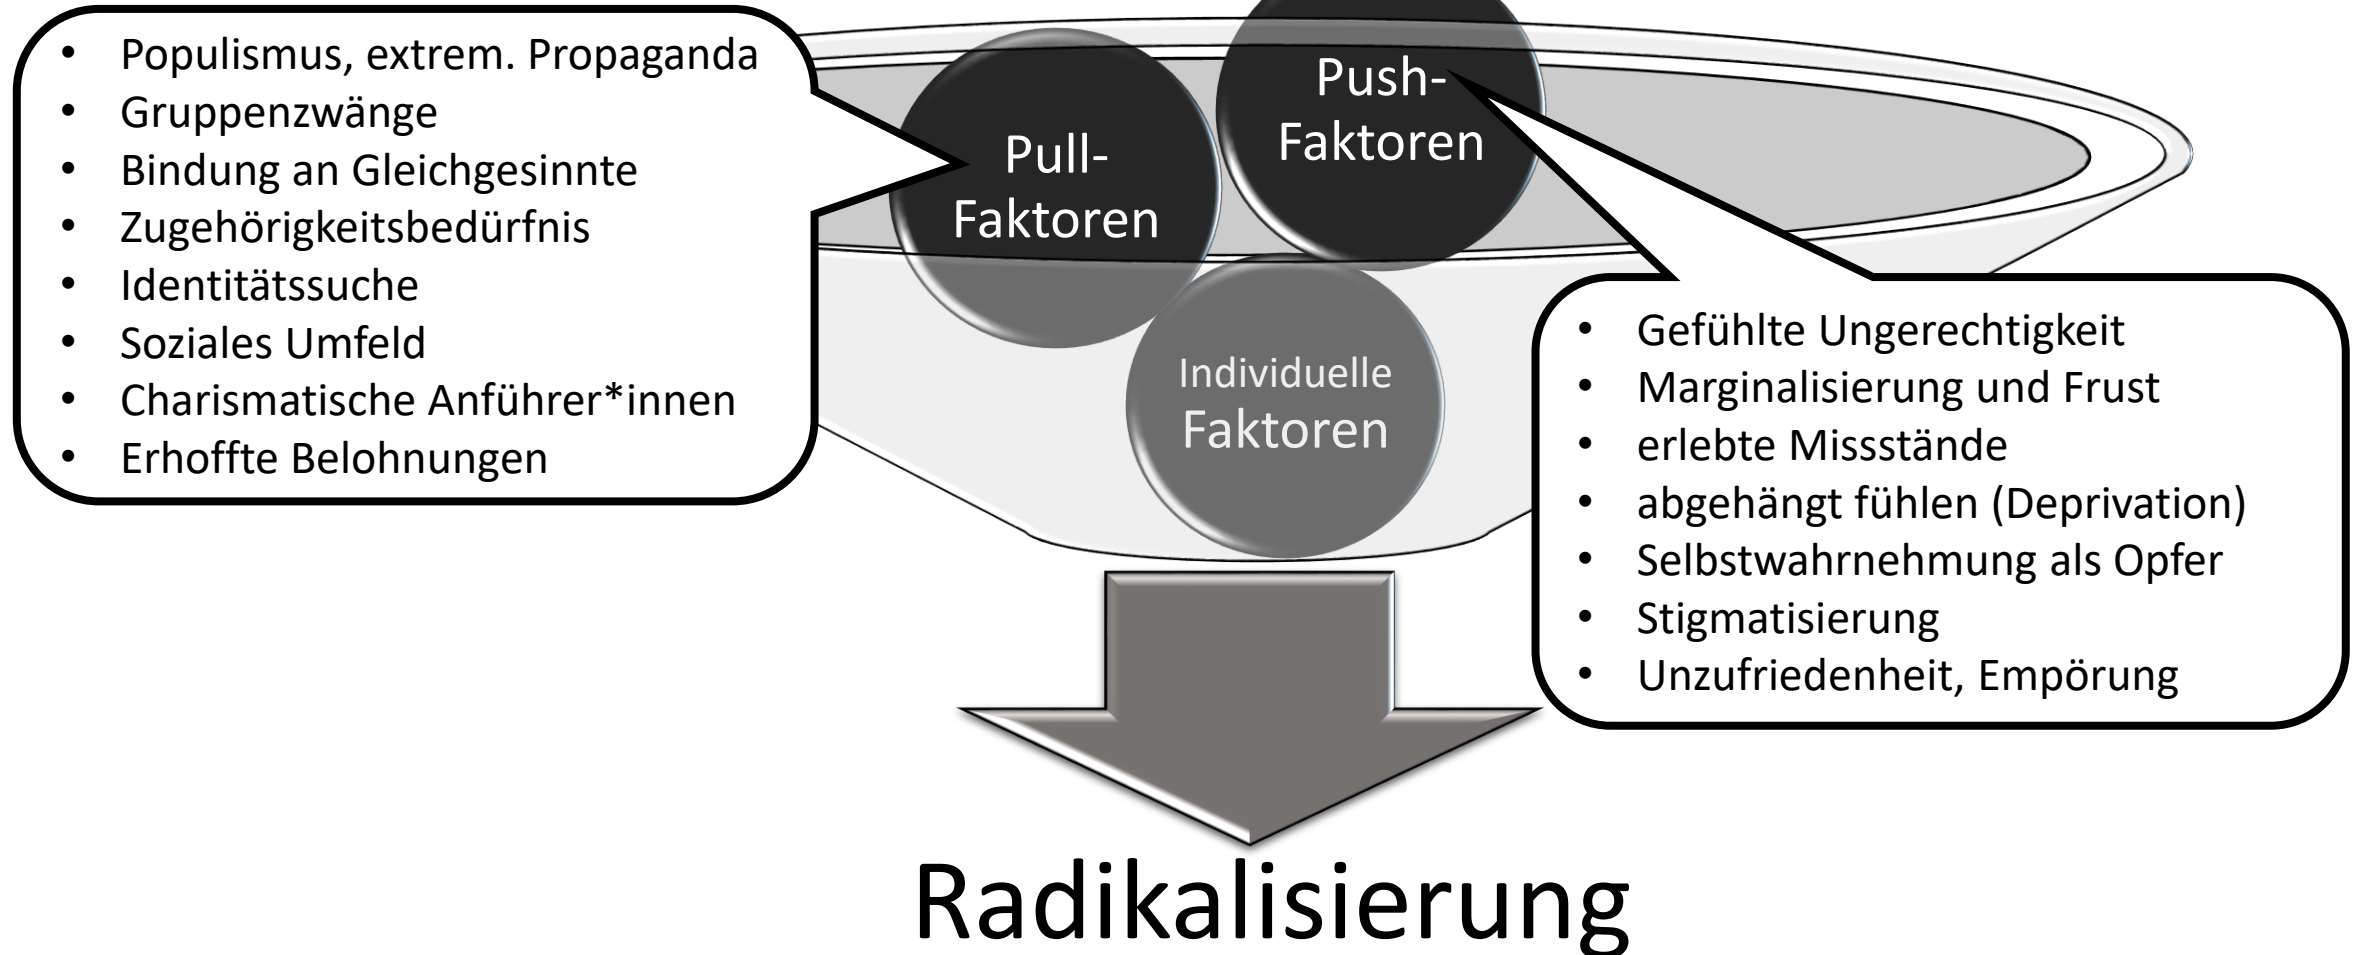 • Populismus, extrem. Propaganda
• Gruppenzwänge
• Bindung an Gleichgesinnte
• Zugehörigkeitsbedürfnis
• Identitätssuche
• Soziales Umfeld
• Charismatische Anführer*innen
• Erhoffte Belohnungen
Pull-
Faktoren
Push-
Faktoren
Individuelle
Faktoren
• Gefühlte Ungerechtigkeit
• Marginalisierung und Frust
• erlebte Missstände
• abgehängt fühlen (Deprivation)
• Selbstwahrnehmung als Opfer
• Stigmatisierung
• Unzufriedenheit, Empörung
Radikalisierung